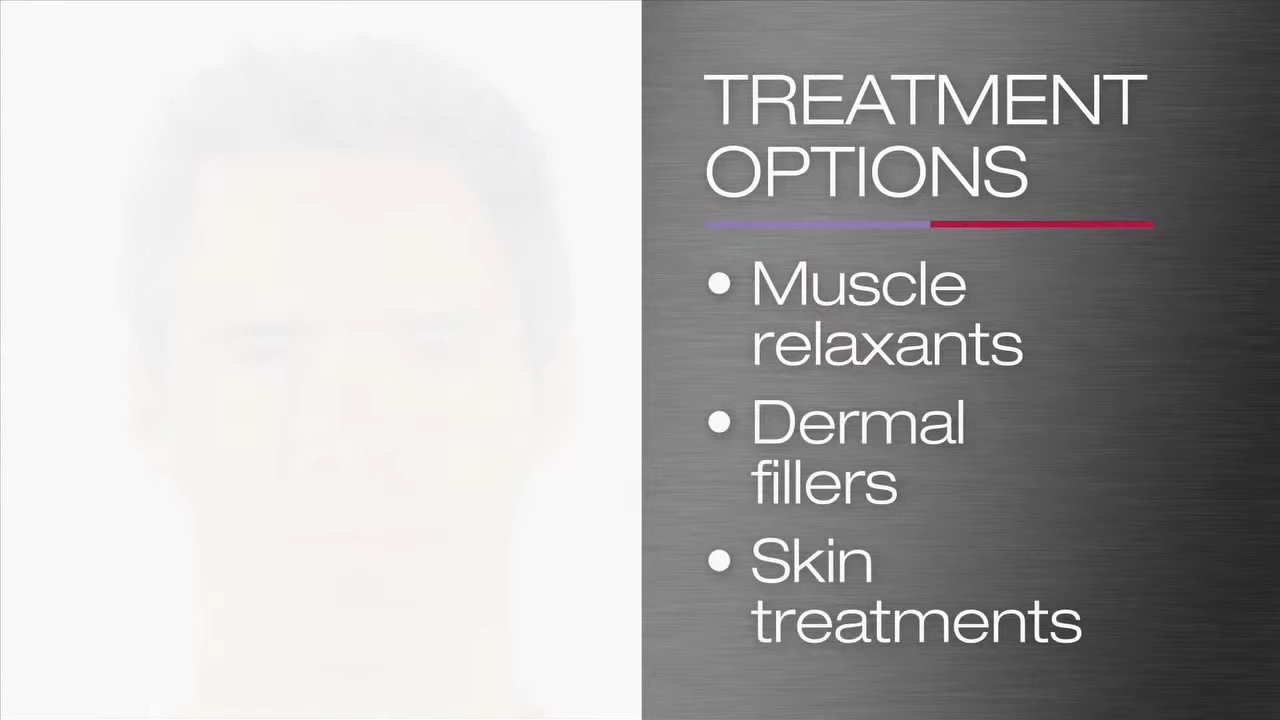 TREATMENT
OPTIONS
• Muscle
relaxants
• Dermal
fillers
• Skin
treatments